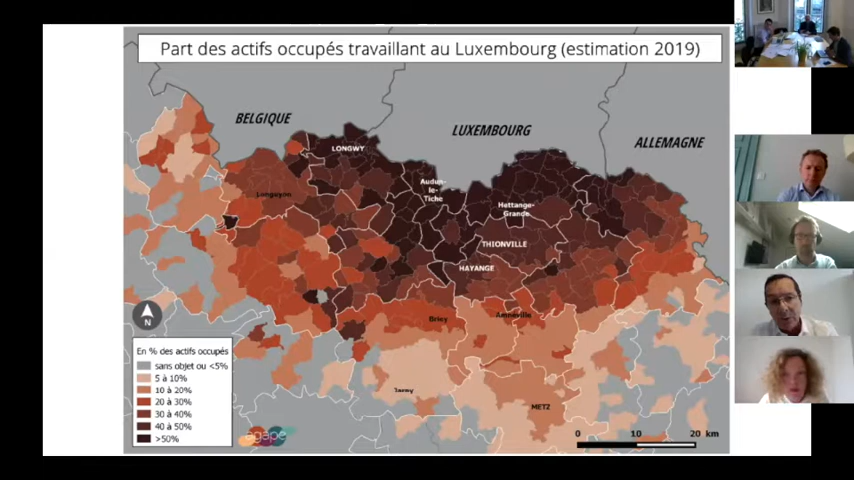 Part des actifs occupés travaillant au Luxembourg (estimation 2019)
BELGIQUE
LUXEMBOURG
ALLEMAGNE
LONGWY
Audun-
le-
Tiche
Longuyon
Hettange-
Grande
THIONVILLE
HAYANGE
Briey
Amnéville
Jarny
METZ
N
En % des actifs occupés
sans objet ou <5%
5 à 10%
10 à 20%
20 à 30%
30 à 40%
40 à 50%
>50%
agape
0 10 20 km